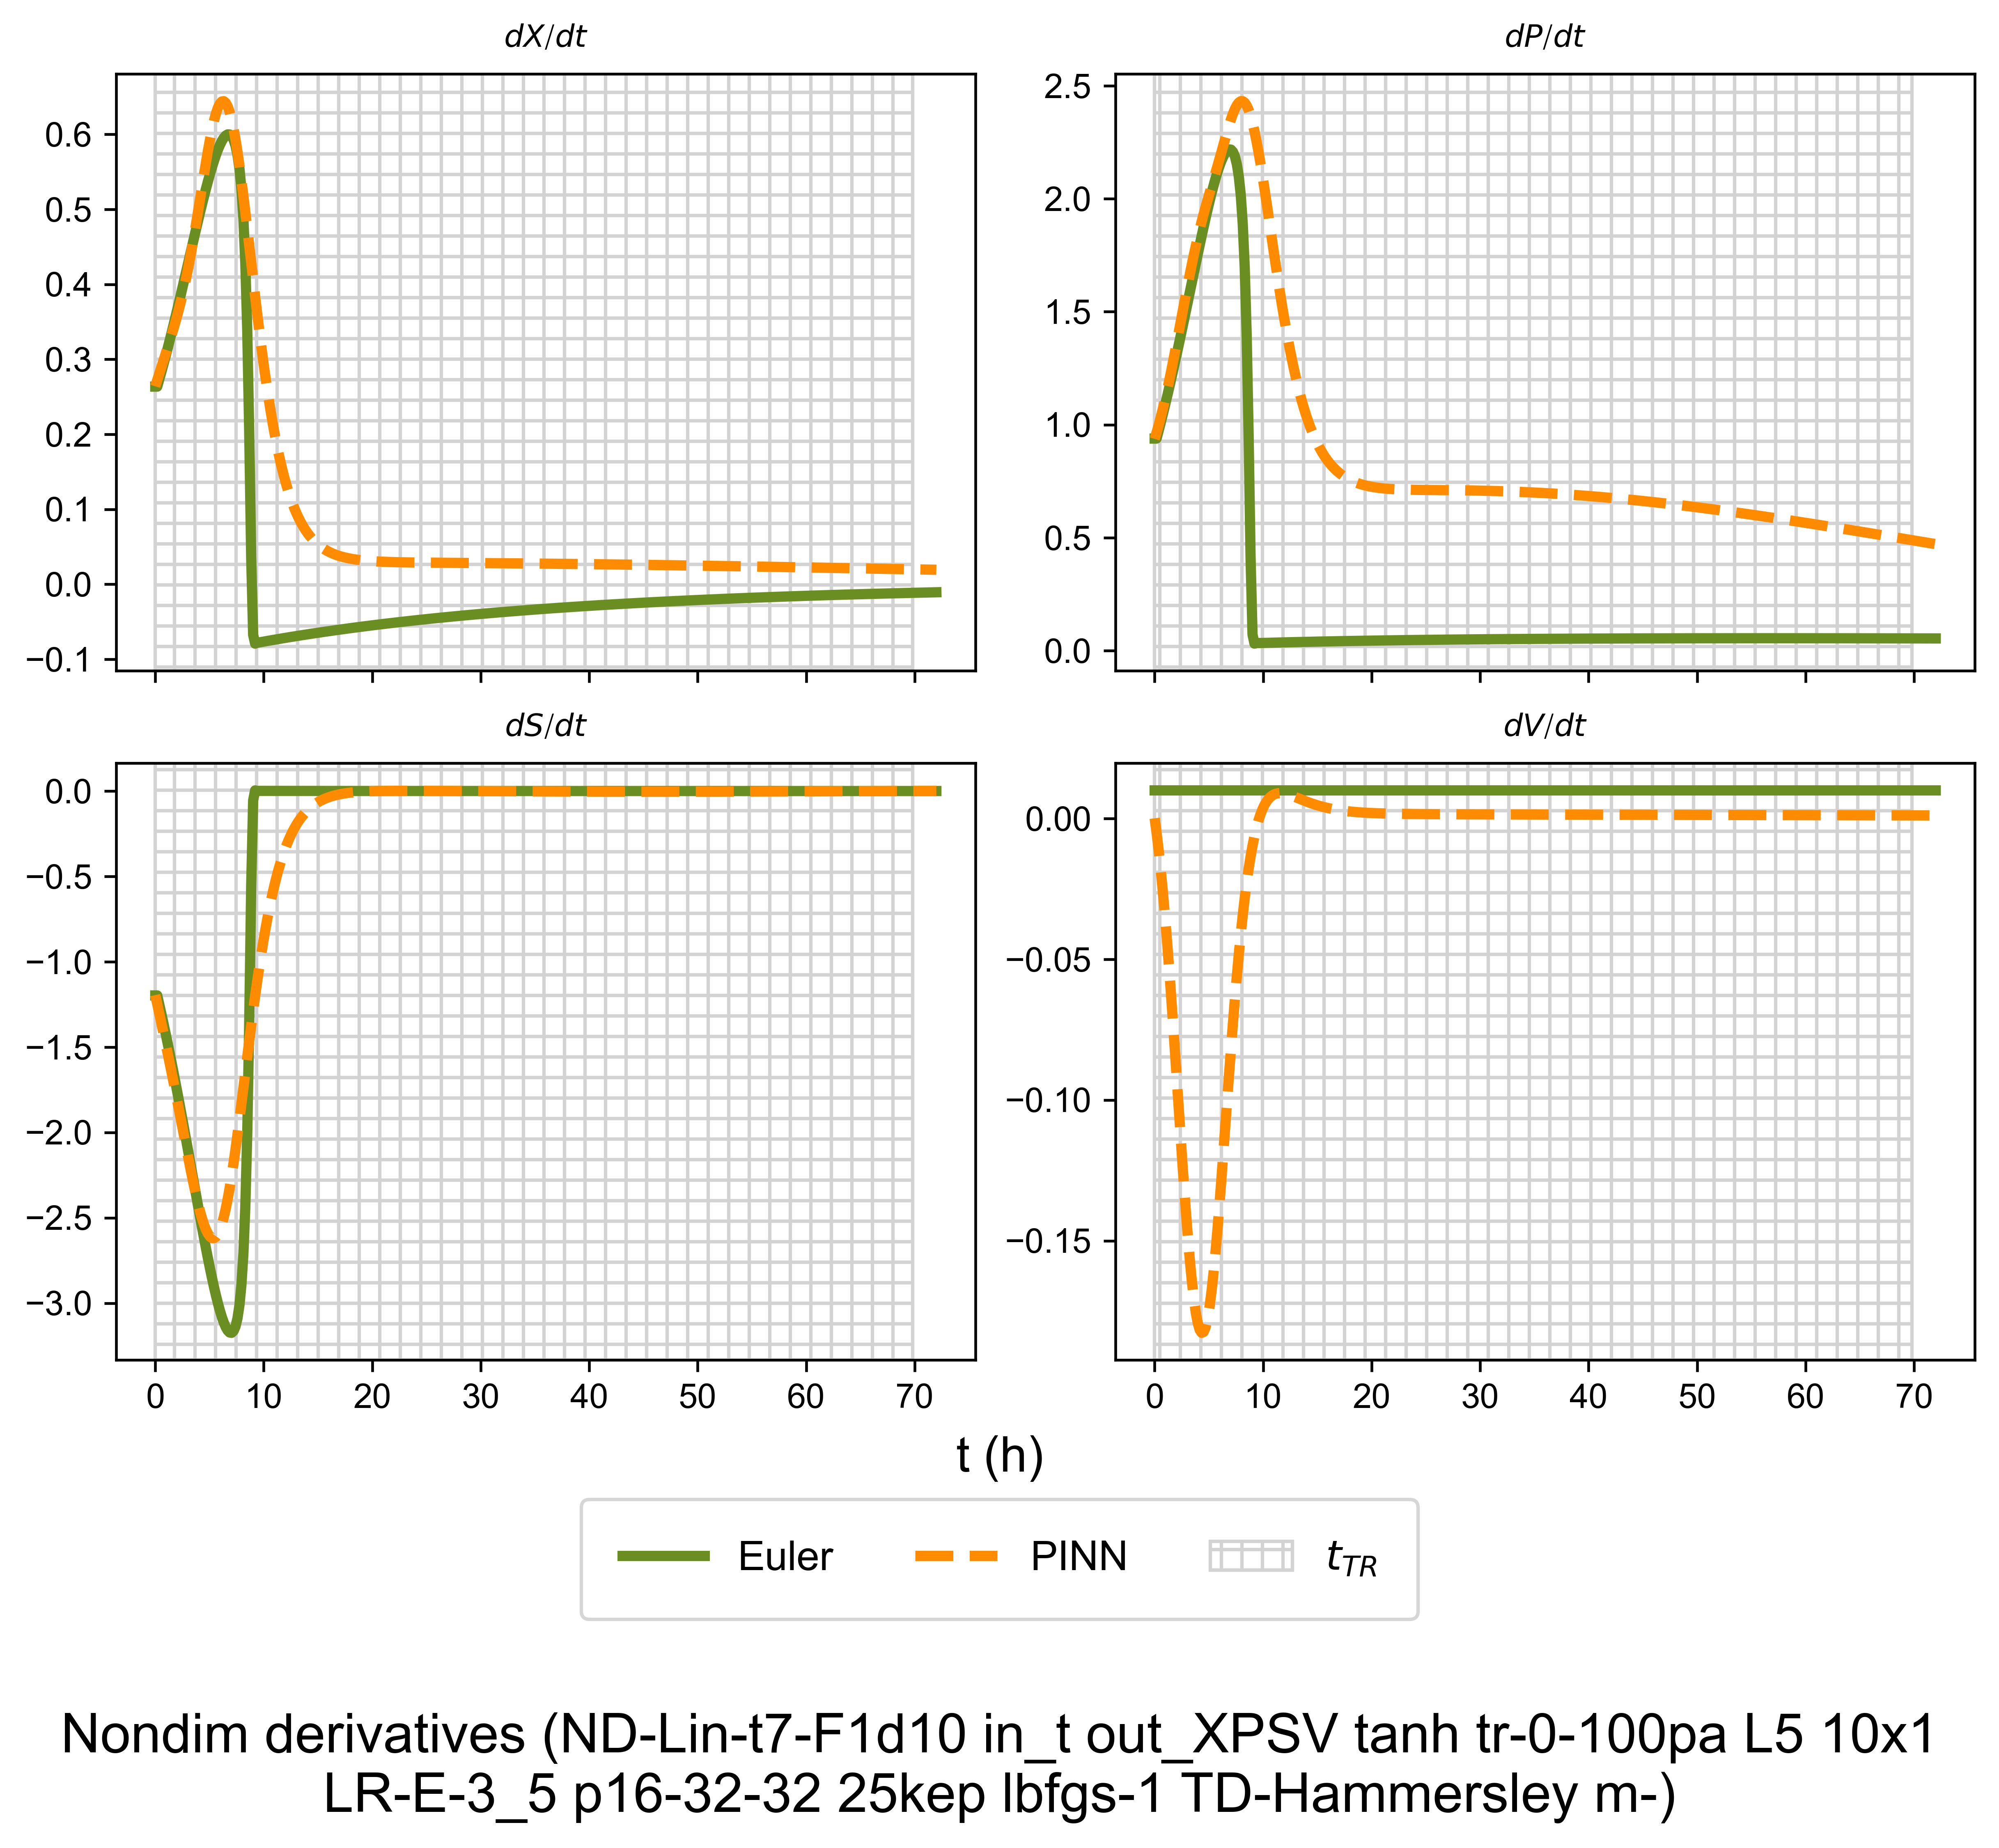 dX/dt
dP/dt
0.6
0.5
0.4
0.3
0.2
0.1
0.0
−0.1
2.5
2.0
1.5
1.0
0.5
0.0
dS/dt
dV/dt
0.0
−0.5
−1.0
−1.5
−2.0
−2.5
−3.0
0.00
−0.05
−0.10
−0.15
0 10 20 30 40 50 60 70
0 10 20 30 40 50 60 70
t (h)
Euler PINN t_TR
Nondim derivatives (ND-Lin-t7-F1d10 in_t out_XPSV tanh tr-0-100pa L5 10x1
LR-E-3_5 p16-32-32 25kep lbfgs-1 TD-Hammersley m-)